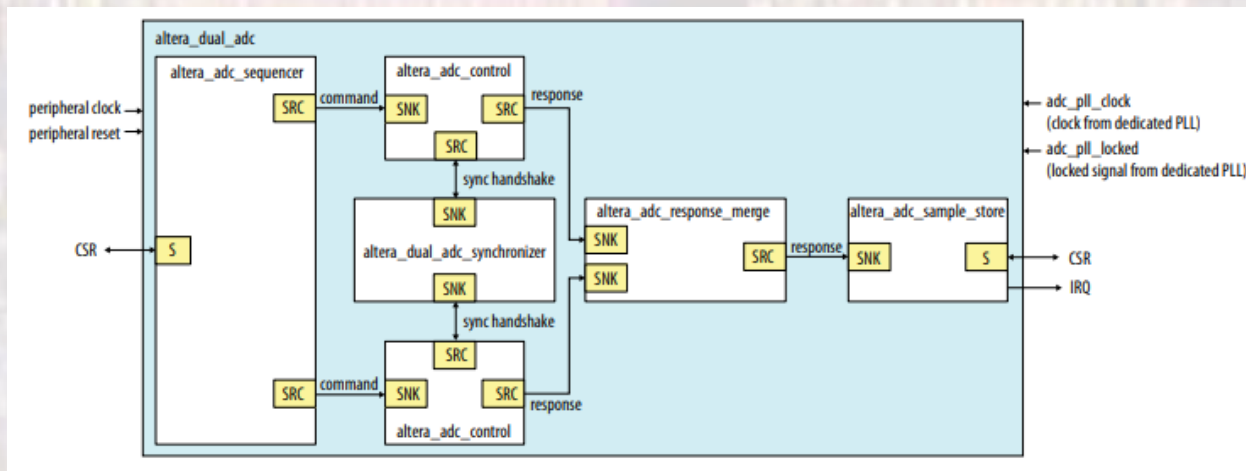 altera_dual_adc
altera_adc_sequencer
SRC
command
SRC
command
S
CSR
peripheral clock
peripheral reset
altera_adc_control
SNK
SRC
response
SRC
sync handshake
SNK
altera_dual_adc_synchronizer
SNK
sync handshake
SRC
SNK
SRC
response
altera_adc_control
altera_adc_response_merge
SNK
SNK
SRC
response
altera_adc_sample_store
SNK
S
CSR
IRQ
adc_pll_clock
(clock from dedicated PLL)
adc_pll_locked
(locked signal from dedicated PLL)